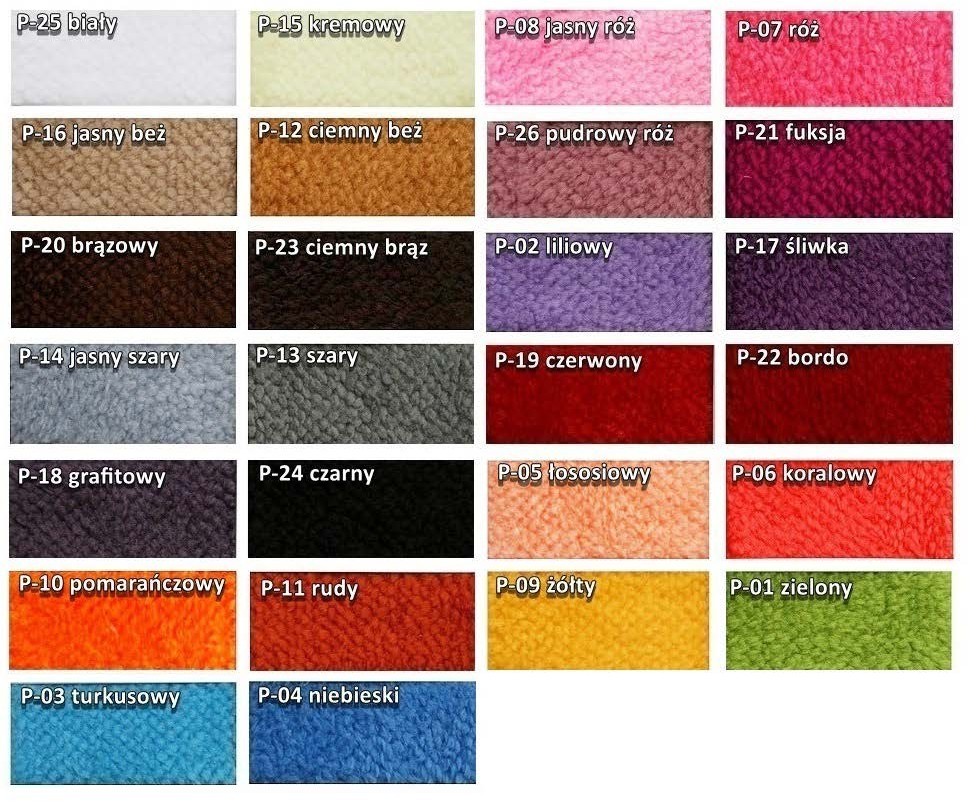 P-25 biały
P-15 kremowy
P-08 jasny róż
P-07 róż
P-16 jasny beż
P-12 ciemny beż
P-26 pudrowy róż
P-21 fuksja
P-20 brązowy
P-23 ciemny brąz
P-02 liliowy
P-17 śliwka
P-14 jasny szary
P-13 szary
P-19 czerwony
P-22 bordo
P-18 grafitowy
P-24 czarny
P-05 łososiowy
P-06 koralowy
P-10 pomarańczowy
P-11 rudy
P-09 żółty
P-01 zielony
P-03 turkusowy
P-04 niebieski